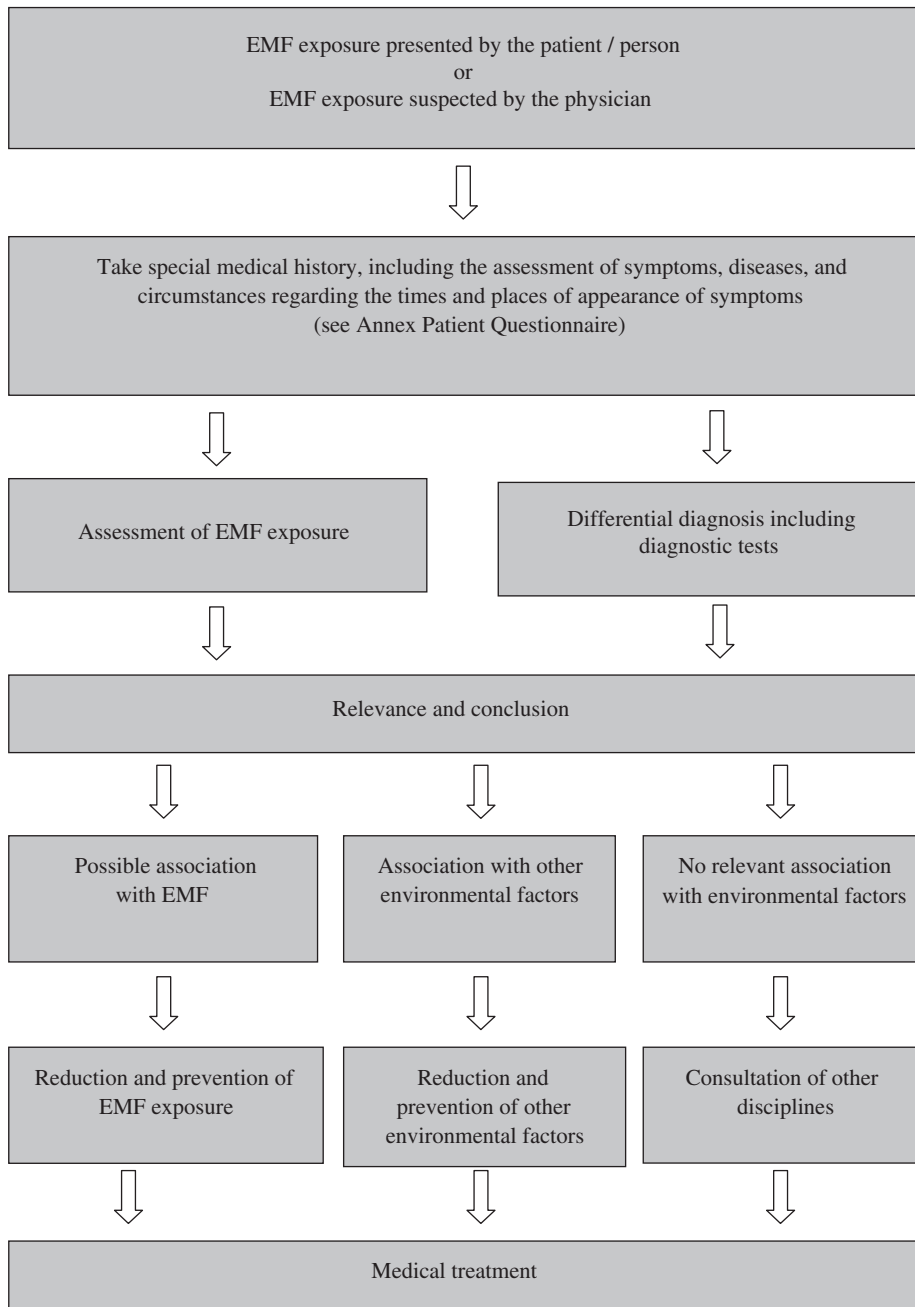 EMF exposure presented by the patient / person
or
EMF exposure suspected by the physician
Take special medical history, including the assessment of symptoms, diseases, and
circumstances regarding the times and places of appearance of symptoms
(see Annex Patient Questionnaire)
Assessment of EMF exposure
Differential diagnosis including
diagnostic tests
Relevance and conclusion
Possible association
with EMF
Association with other
environmental factors
No relevant association
with environmental factors
Reduction and prevention of
EMF exposure
Reduction and
prevention of other
environmental factors
Consultation of other
disciplines
Medical treatment